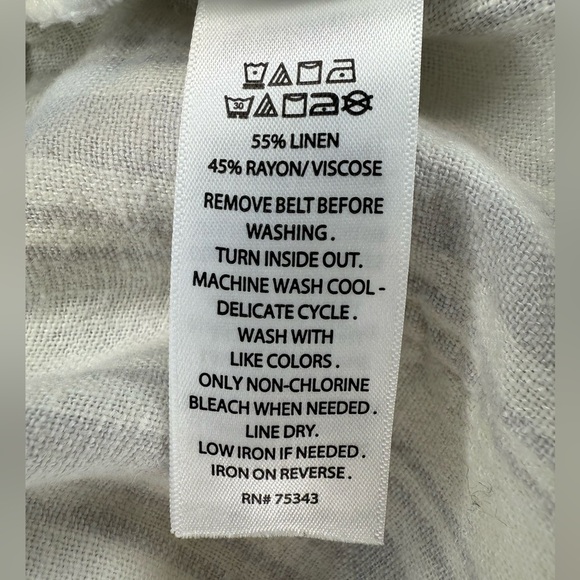 30
55% LINEN
45% RAYON/ VISCOSE
REMOVE BELT BEFORE
WASHING .
TURN INSIDE OUT.
MACHINE WASH COOL -
DELICATE CYCLE .
WASH WITH
LIKE COLORS .
ONLY NON-CHLORINE
BLEACH WHEN NEEDED .
LINE DRY.
LOW IRON IF NEEDED .
IRON ON REVERSE .
RN# 75343